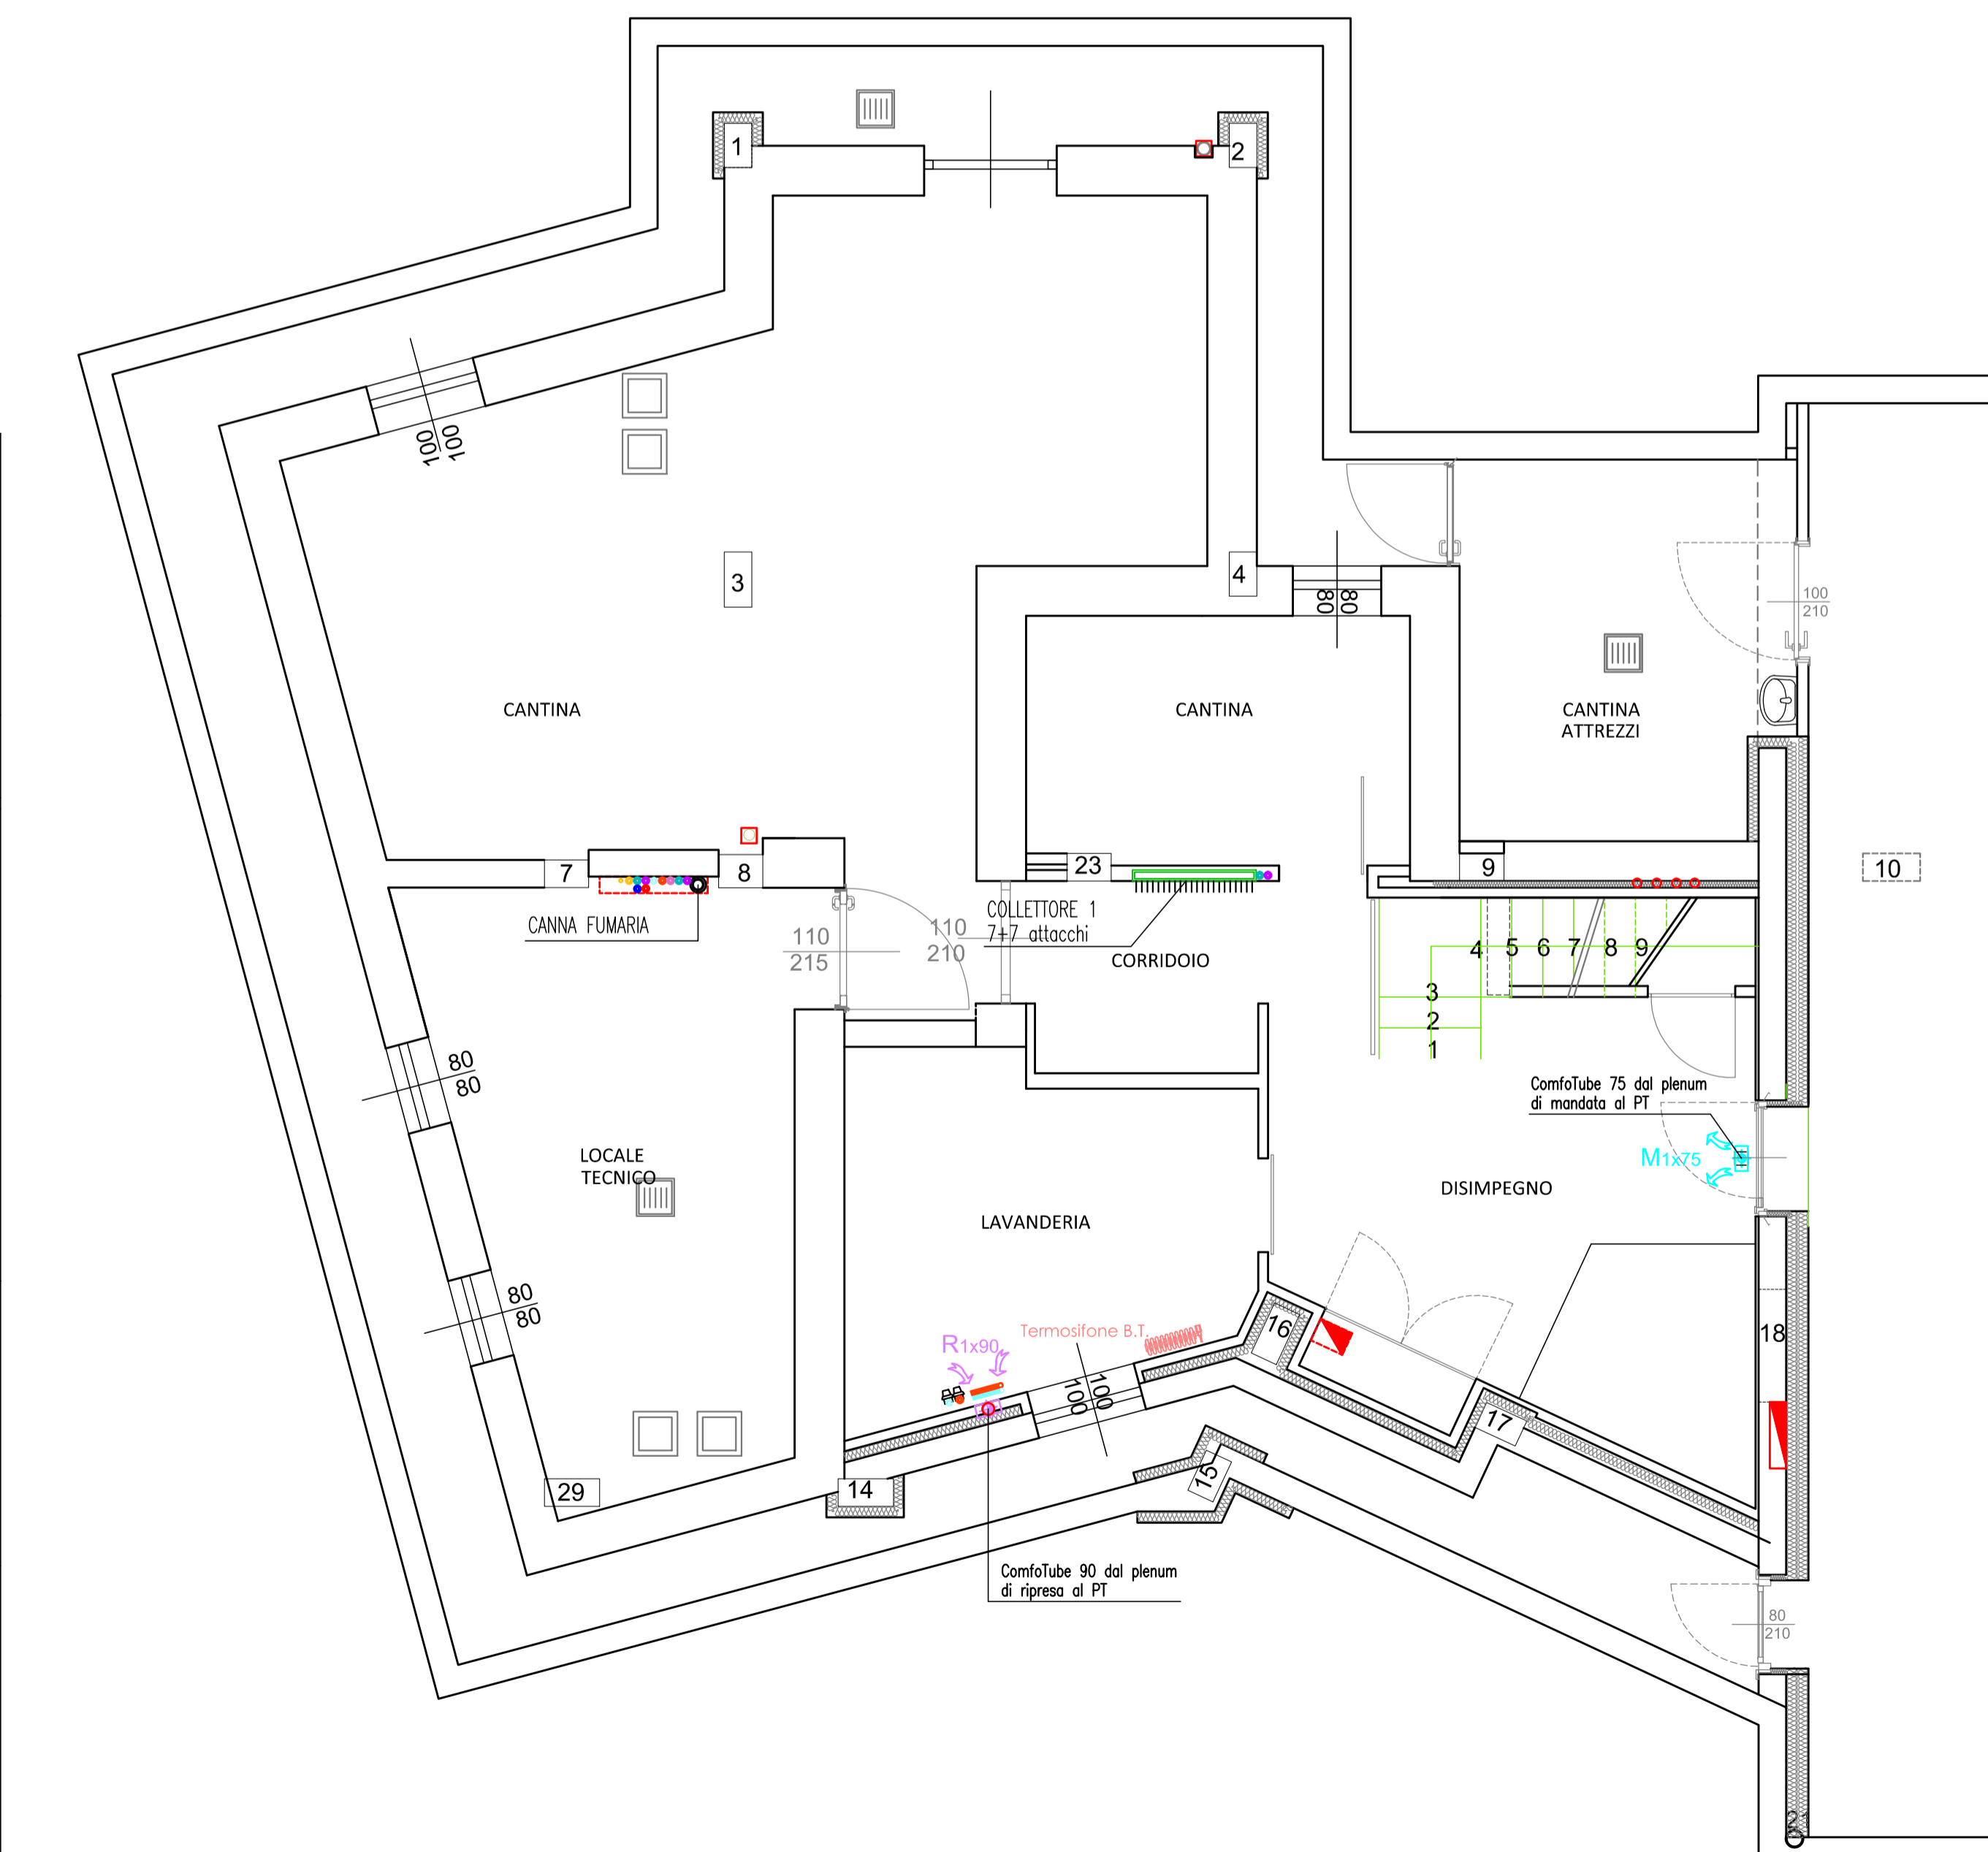 1
2
100
100
3
4
80
80
100
210
CANTINA
CANTINA
CANTINA
ATTREZZI
7
8
23
9
10
CANNA FUMARIA
COLLETTORE 1
7+7 attacchi
110
215
110
210
CORRIDOIO
4 5 6 7 8 9
3
2
1
80
80
ComfoTube 75 dal plenum
di mandata al PT
M1x75
LOCALE
TECNICO
DISIMPEGNO
LAVANDERIA
80
80
Termosifone B.T.
R1x90
16
18
100
100
17
15
14
29
ComfoTube 90 dal plenum
di ripresa al PT
80
210